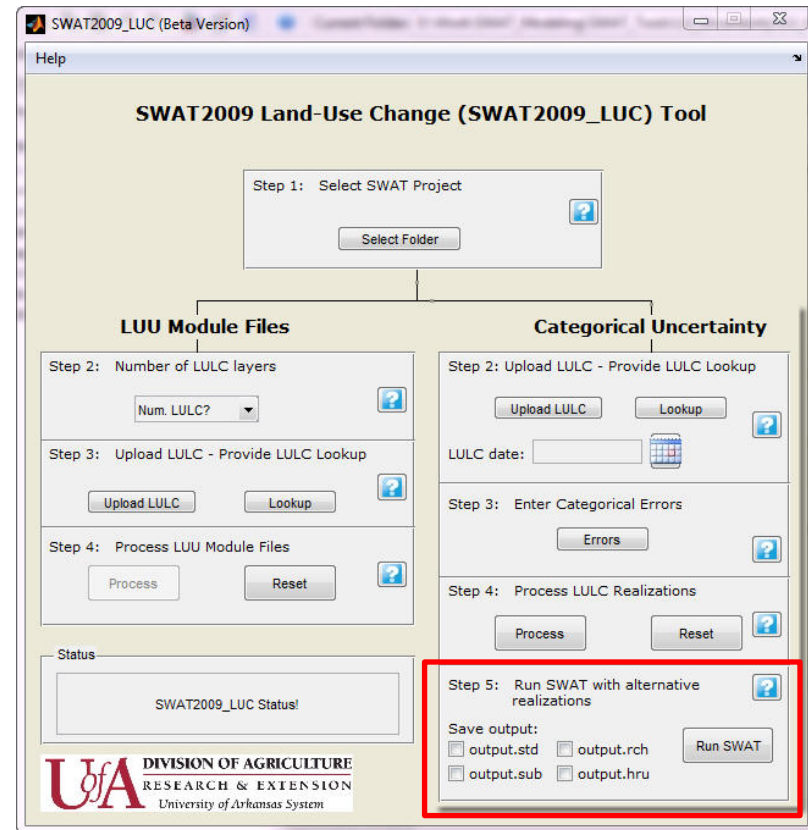 SWAT2009_LUC (Beta Version)
Help
SWAT2009 Land-Use Change (SWAT2009_LUC) Tool
Step 1: Select SWAT Project
?
Select Folder
LUU Module Files
Step 2: Number of LULC layers
?
Num. LULC?
Step 3: Upload LULC - Provide LULC Lookup
?
Upload LULC Lookup
Step 4: Process LUU Module Files
?
Process Reset
Status
SWAT2009_LUC Status!
UofA
DIVISION OF AGRICULTURE
RESEARCH & EXTENSION
University of Arkansas System
Categorical Uncertainty
Step 2: Upload LULC - Provide LULC Lookup
Upload LULC Lookup
?
LULC date:
Step 3: Enter Categorical Errors
Errors
?
Step 4: Process LULC Realizations
Process Reset
?
Step 5: Run SWAT with alternative
realizations
?
Save output:
output.std output.rch
Run SWAT
output.sub output.hru